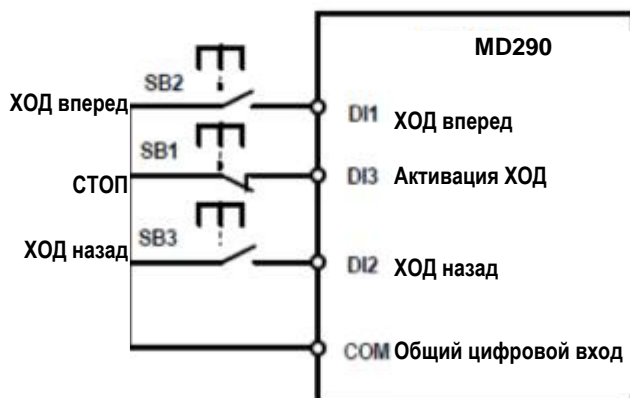 MD290
SB2
ХОД вперед
DI1 ХОД вперед
SB1
СТОП
DI3 Активация ХОД
SB3
ХОД назад
DI2 ХОД назад
COM Общий цифровой вход